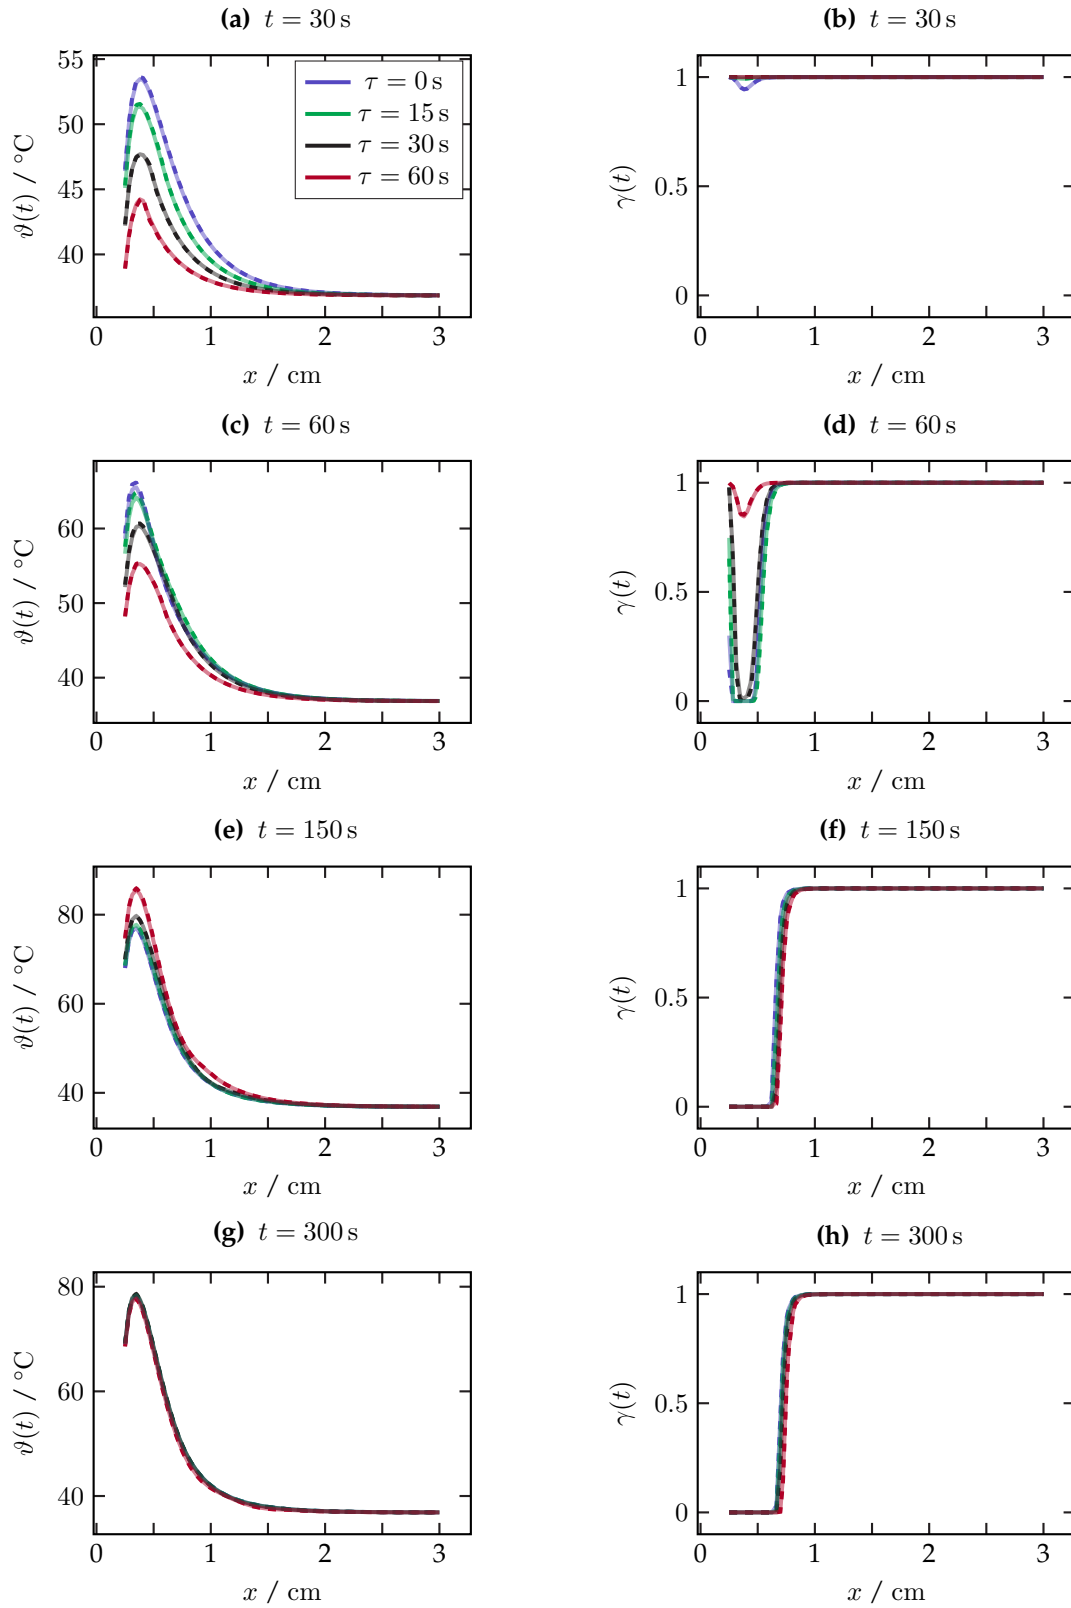 (a) t = 30 s
55
50
45
40
0 1 2 3
ϑ(t) / °C
x / cm
τ = 0 s
τ = 15 s
τ = 30 s
τ = 60 s
(b) t = 30 s
1
0.5
0
0 1 2 3
γ(t)
x / cm
(c) t = 60 s
60
50
40
0 1 2 3
ϑ(t) / °C
x / cm
(d) t = 60 s
1
0.5
0
0 1 2 3
γ(t)
x / cm
(e) t = 150 s
80
60
40
0 1 2 3
ϑ(t) / °C
x / cm
(f) t = 150 s
1
0.5
0
0 1 2 3
γ(t)
x / cm
(g) t = 300 s
80
60
40
0 1 2 3
ϑ(t) / °C
x / cm
(h) t = 300 s
1
0.5
0
0 1 2 3
γ(t)
x / cm